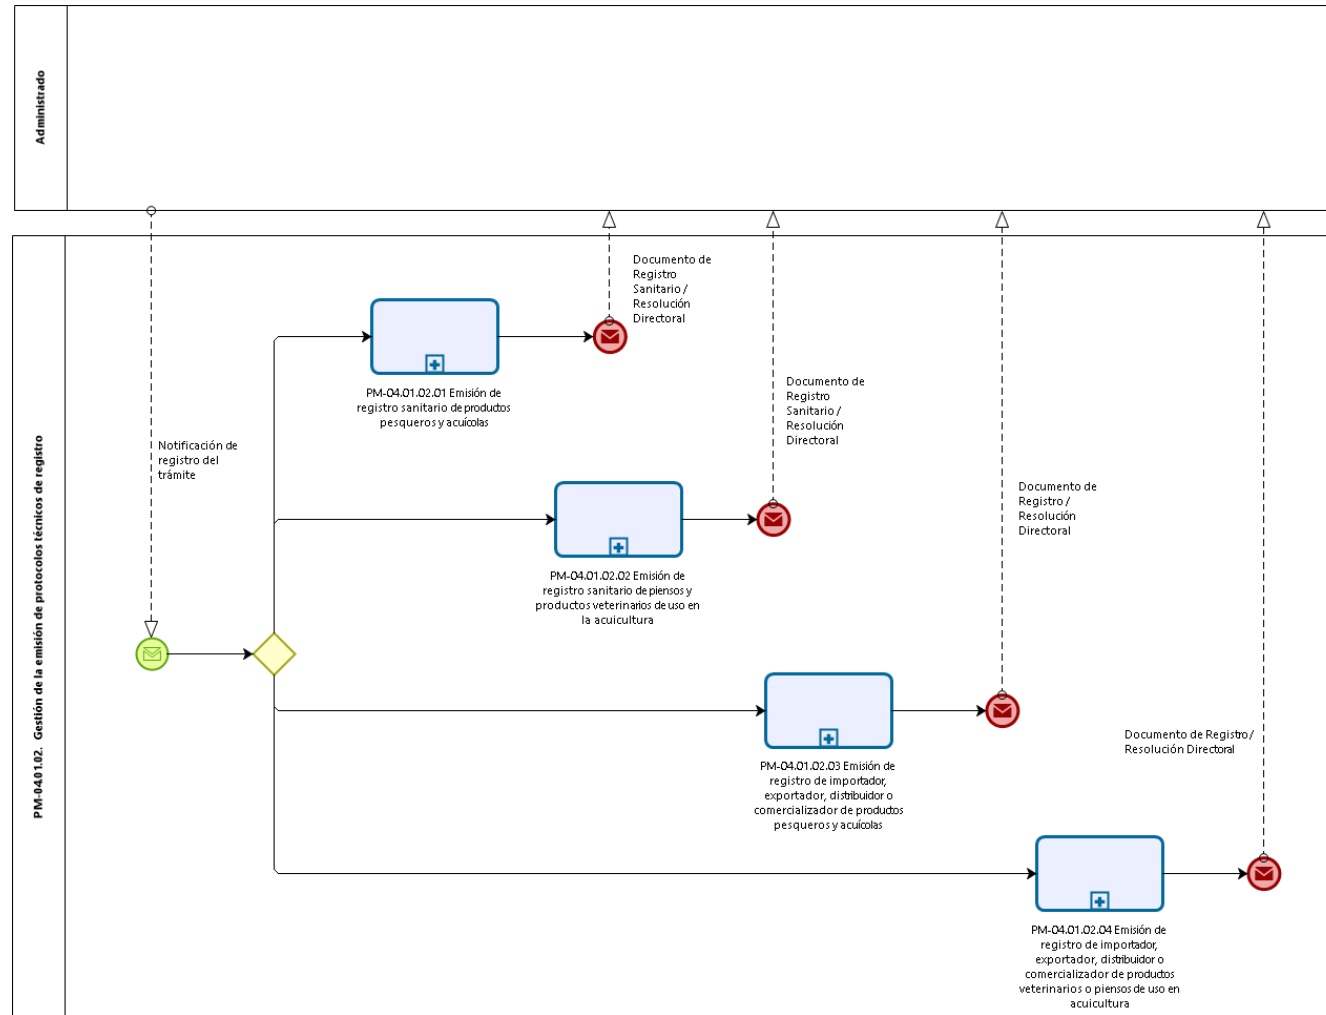 Administrado
PM-04.01.02. Gestión de la emisión de protocolos técnicos de registro
Notificación de
registro del
trámite
Documento de
Registro
Sanitario /
Resolución
Directoral
PM-04.01.02.01 Emisión de
registro sanitario de productos
pesqueros y acuícolas
Documento de
Registro
Sanitario /
Resolución
Directoral
PM-04.01.02.02 Emisión de
registro sanitario de piensos y
productos veterinarios de uso en
la acuicultura
Documento de
Registro /
Resolución
Directoral
PM-04.01.02.03 Emisión de
registro de importador,
exportador, distribuidor o
comercializador de productos
pesqueros y acuícolas
Documento de Registro/
Resolución Directoral
PM-04.01.02.04 Emisión de
registro de importador,
exportador, distribuidor o
comercializador de productos
veterinarios o piensos de uso en
acuicultura